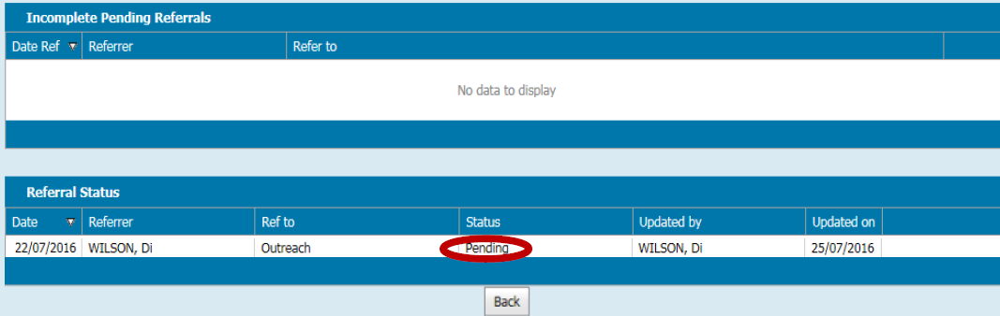 Incomplete Pending Referrals
Date Ref Referrer Refer to
No data to display
Referral Status
Date Referrer Ref to Status Updated by Updated on
22/07/2016 WILSON, Di Outreach Pending WILSON, Di 25/07/2016
Back